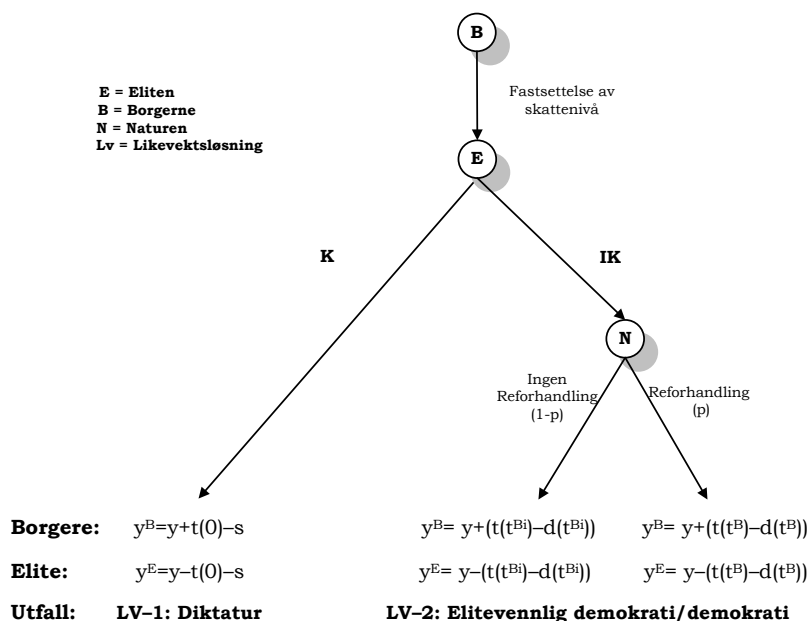 B
Fastsettelse av
skattenivå
E = Eliten
B = Borgerne
N = Naturen
Lv = Likevektsløsning
E
K
IK
N
Ingen
Reforhandling
(1-p)
Reforhandling
(p)
Borgere: yᴮ=y+t(0)–s yᴮ= y+(t(tᴮⁱ)–d(tᴮⁱ)) yᴮ= y+(t(tᴮ)–d(tᴮ))
Elite: yᴱ=y–t(0)–s yᴱ= y–(t(tᴮⁱ)–d(tᴮⁱ)) yᴱ= y–(t(tᴮ)–d(tᴮ))
Utfall: LV–1: Diktatur LV–2: Elitevennlig demokrati/demokrati